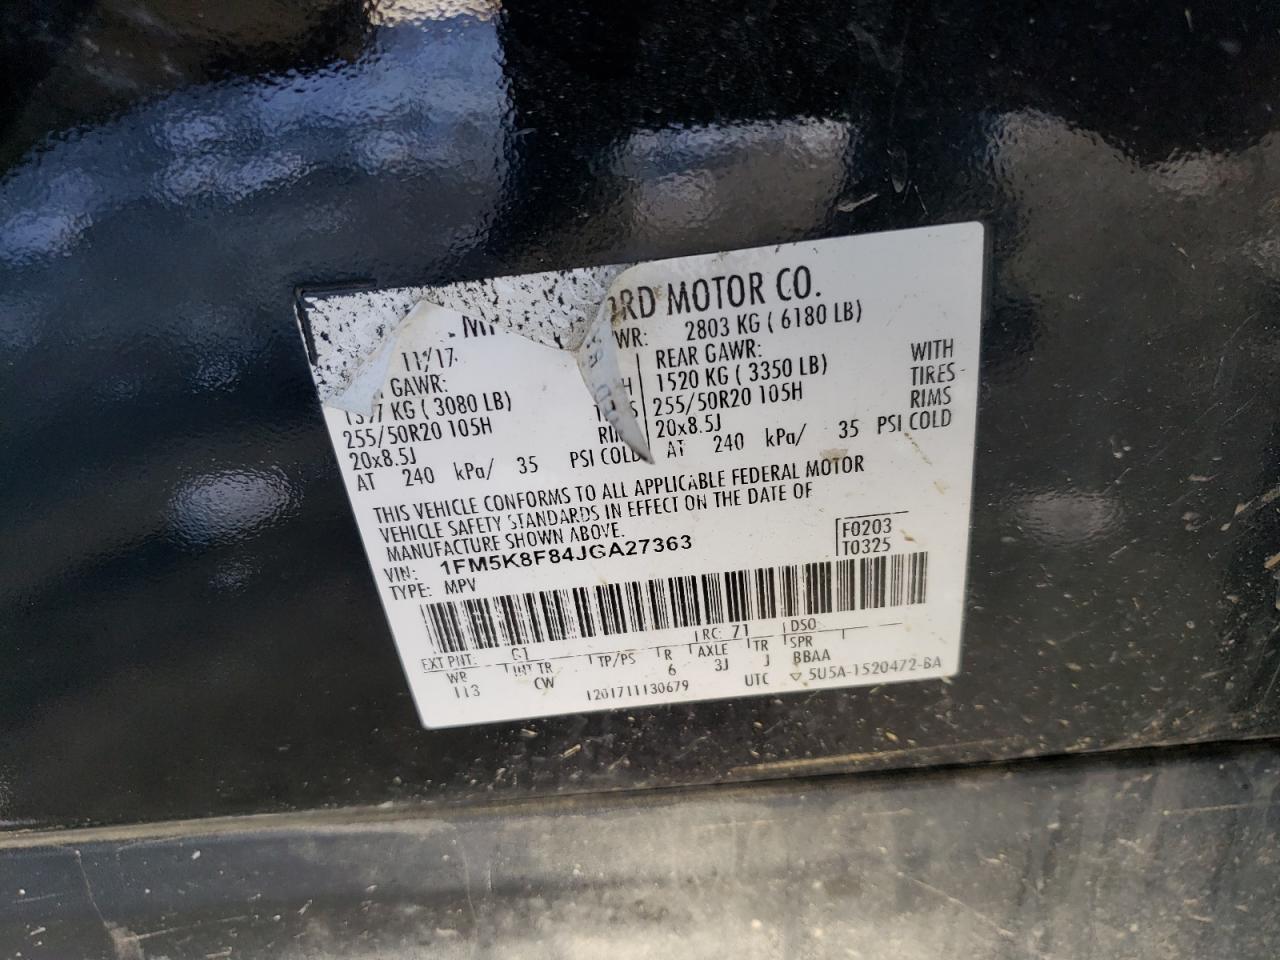 MOTOR CO.
11/17
2803 KG ( 6180 LB)
GAWR:
REAR GAWR:
KG ( 3080 LB)
1520 KG ( 3350 LB)
WITH
255/50R20 105H
255/50R20 105H
TIRES
20x8.5J
20x8.5J
RIMS
AT 240 kPa/ 35 PSI COLD
AT 240 kPa/ 35 PSI COLD
THIS VEHICLE CONFORMS TO ALL APPLICABLE FEDERAL MOTOR
VEHICLE SAFETY STANDARDS IN EFFECT ON THE DATE OF
MANUFACTURE SHOWN ABOVE.
VIN: 1FM5K8F84JGA27363
F0203
TYPE: MPV
T0325
EXT PNT: G1
RC: 71
DSO:
WB
INT TR
TP/PS
R
AXLE
TR
SPR
113
CW
6
3J
J
BBAA
1201711130679
UTC
5U5A-1520472-BA